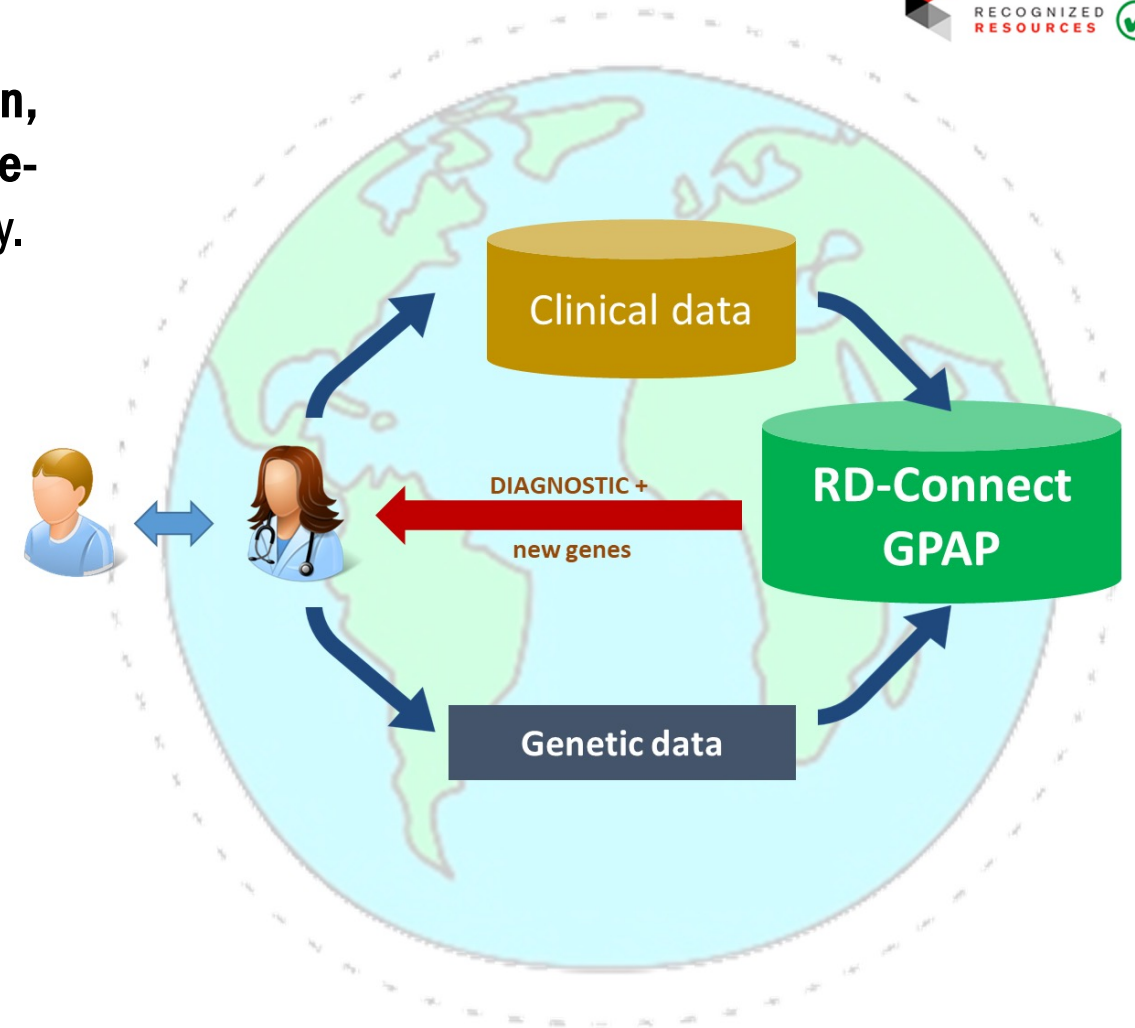 RECOGNIZED
RESOURCES
n,
e-
y.
Clinical data
RD-Connect
GPAP
DIAGNOSTIC +
new genes
Genetic data